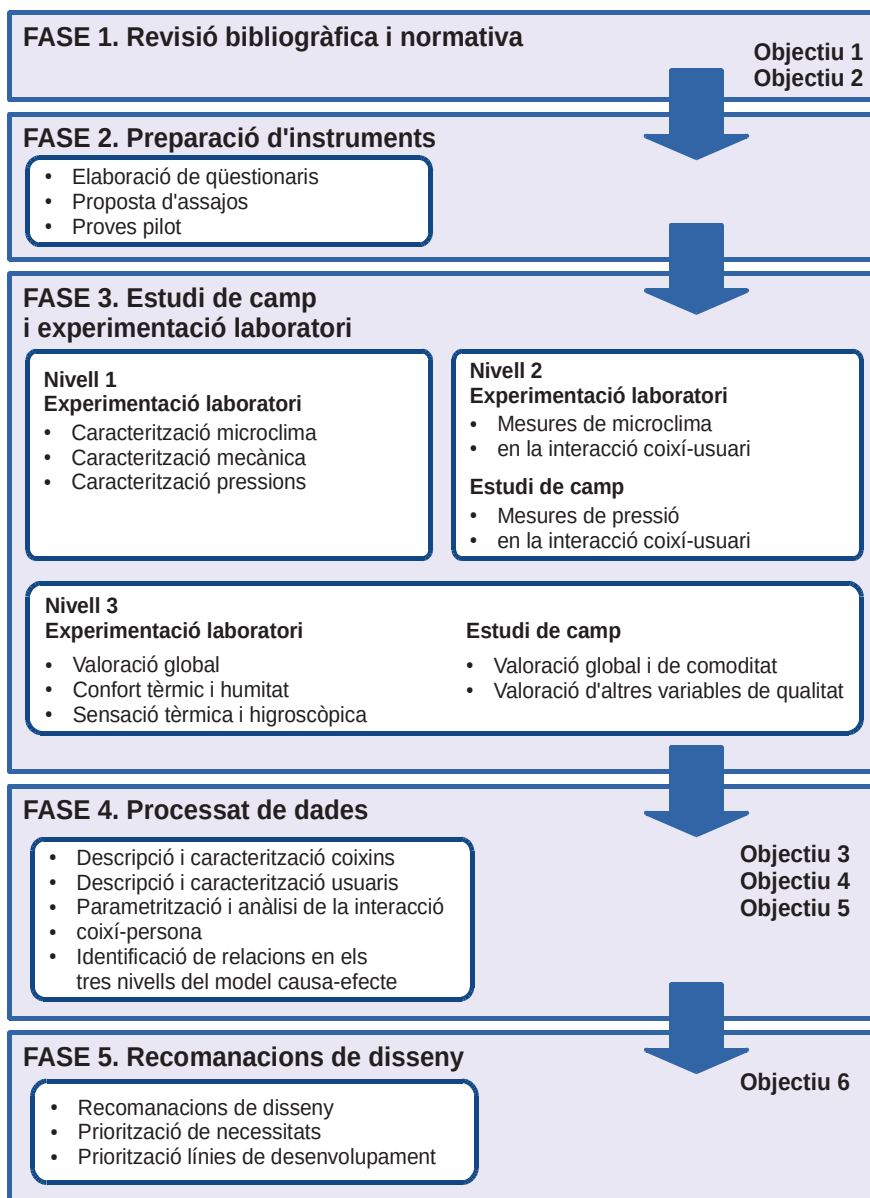 FASE 1. Revisió bibliogràfica i normativa
Objectiu 1
Objectiu 2
FASE 2. Preparació d'instruments
• Elaboració de qüestionaris
• Proposta d'assajos
• Proves pilot
FASE 3. Estudi de camp
i experimentació laboratori
Nivell 1
Experimentació laboratori
• Caracterització microclima
• Caracterització mecànica
• Caracterització pressions
Nivell 2
Experimentació laboratori
• Mesures de microclima
• en la interacció coixí-usuari
Estudi de camp
• Mesures de pressió
• en la interacció coixí-usuari
Nivell 3
Experimentació laboratori
• Valoració global
• Confort tèrmic i humitat
• Sensació tèrmica i higroscòpica
Estudi de camp
• Valoració global i de comoditat
• Valoració d'altres variables de qualitat
FASE 4. Processat de dades
• Descripció i caracterització coixins
• Descripció i caracterització usuaris
• Parametrització i anàlisi de la interacció
• coixí-persona
• Identificació de relacions en els
tres nivells del model causa-efecte
Objectiu 3
Objectiu 4
Objectiu 5
FASE 5. Recomanacions de disseny
Objectiu 6
• Recomanacions de disseny
• Priorització de necessitats
• Priorització línies de desenvolupament